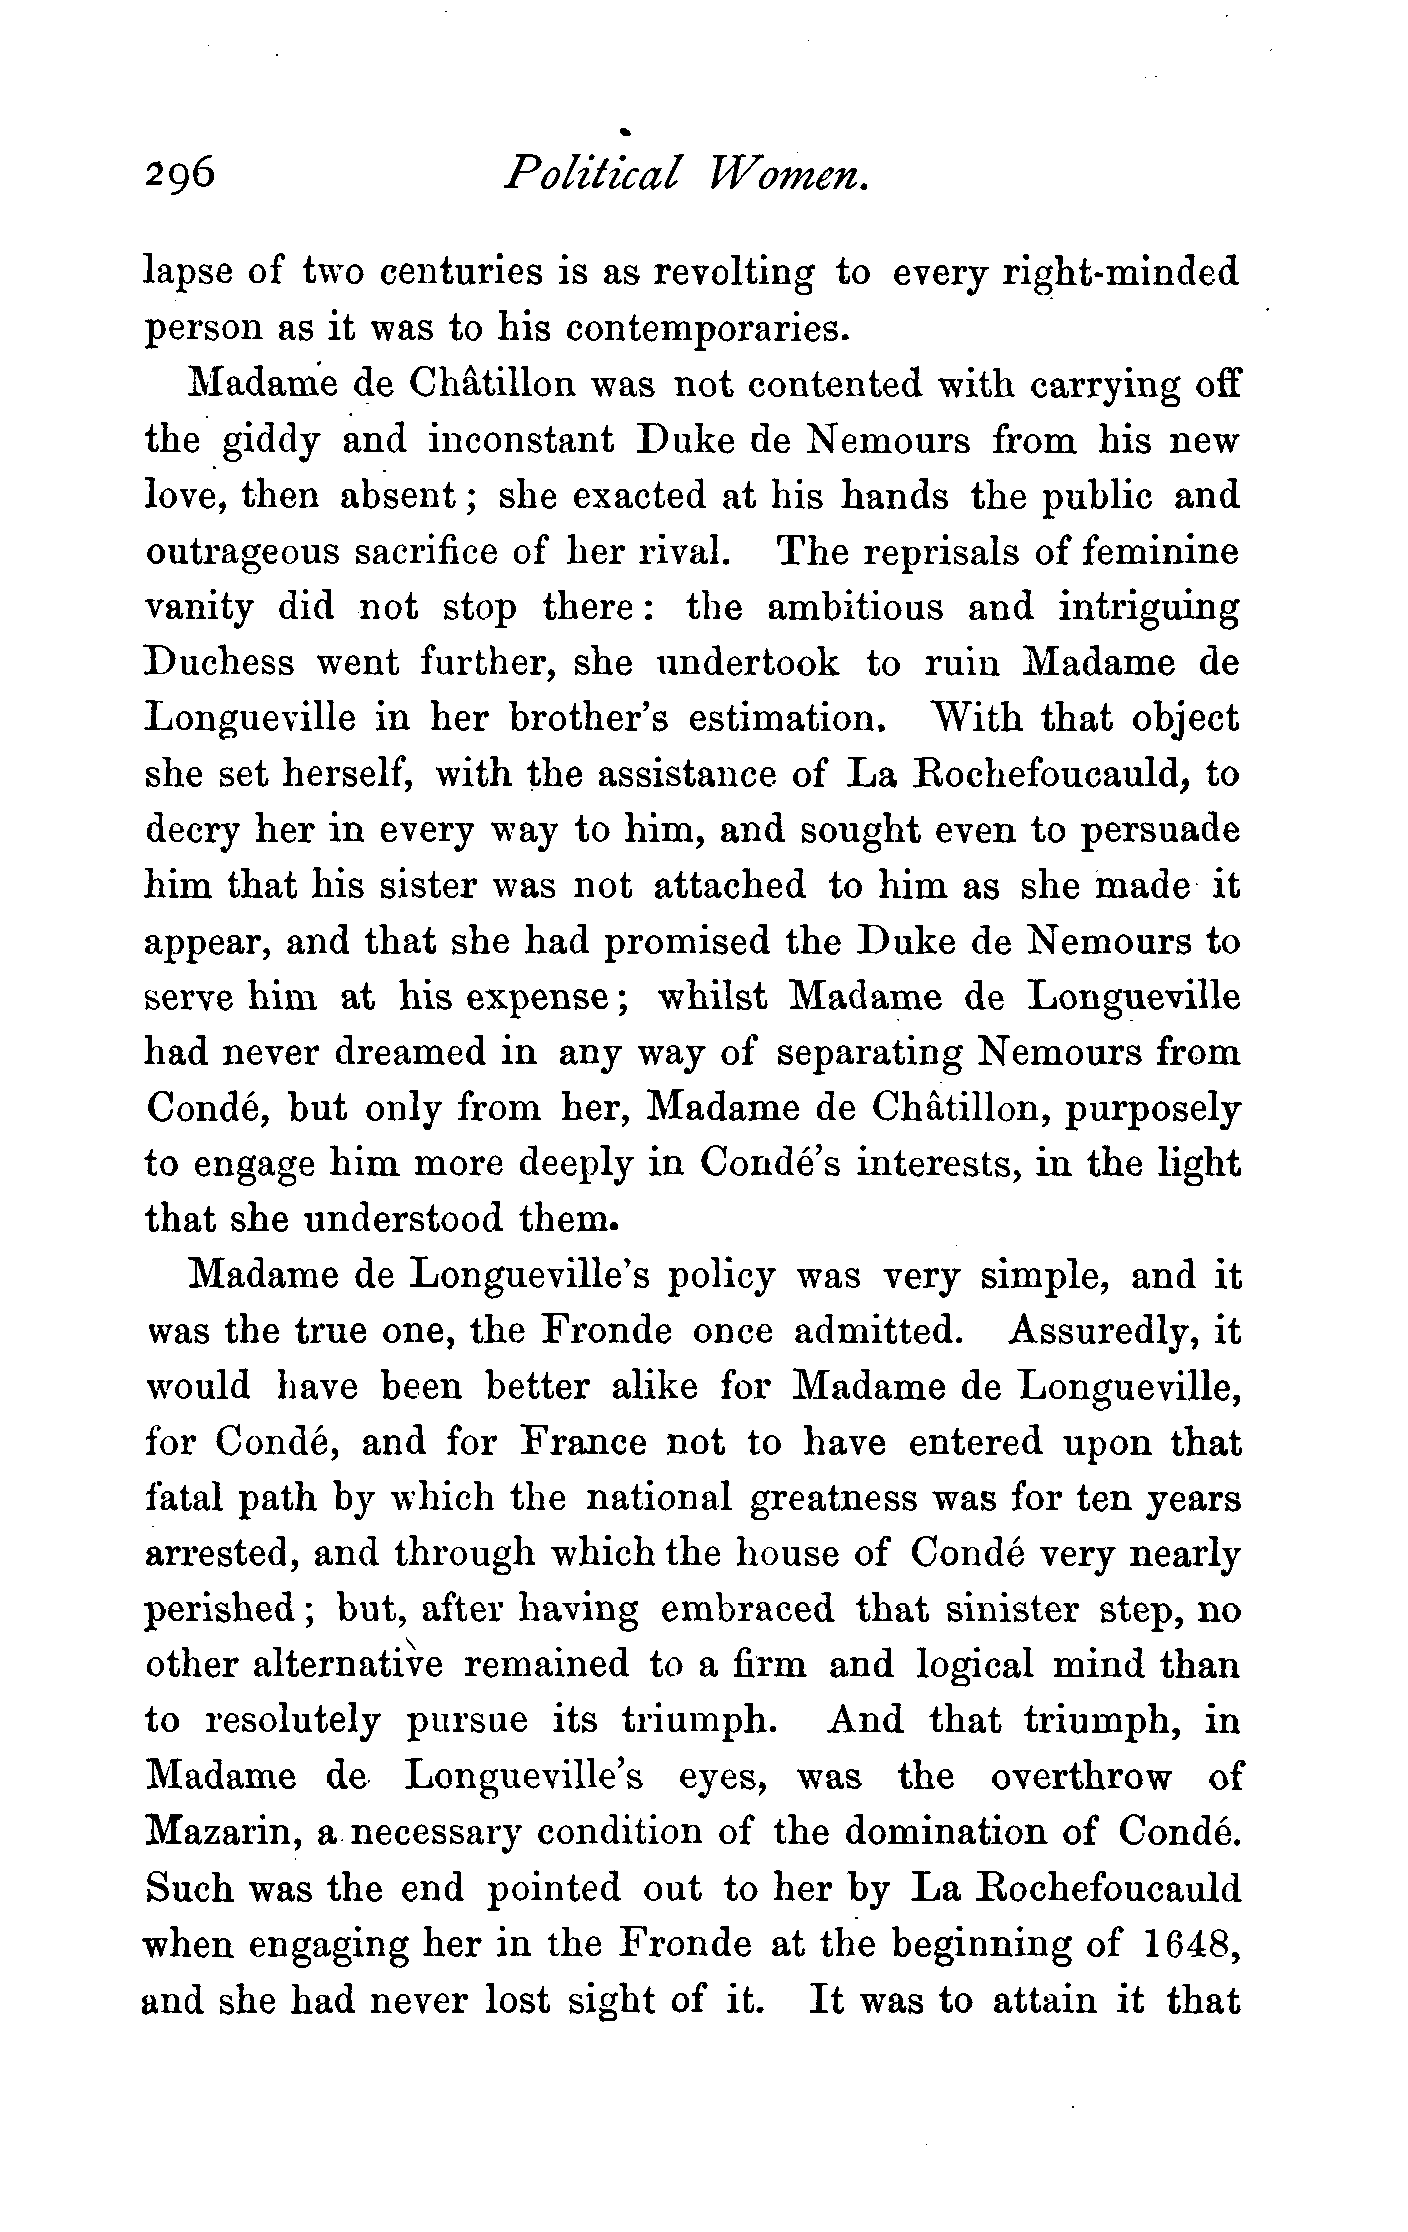 296 Political Women.
lapse of two centuries is as revolting to every right-minded
person as it was to his contemporaries.
Madame de Châtillon was not contented with carrying off
the giddy and inconstant Duke de Nemours from his new
love, then absent; she exacted at his hands the public and
outrageous sacrifice of her rival. The reprisals of feminine
vanity did not stop there: the ambitious and intriguing
Duchess went further, she undertook to ruin Madame de
Longueville in her brother's estimation. With that object
she set herself, with the assistance of La Rochefoucauld, to
decry her in every way to him, and sought even to persuade
him that his sister was not attached to him as she made it
appear, and that she had promised the Duke de Nemours to
serve him at his expense; whilst Madame de Longueville
had never dreamed in any way of separating Nemours from
Condé, but only from her, Madame de Châtillon, purposely
to engage him more deeply in Condé's interests, in the light
that she understood them.
Madame de Longueville's policy was very simple, and it
was the true one, the Fronde once admitted. Assuredly, it
would have been better alike for Madame de Longueville,
for Condé, and for France not to have entered upon that
fatal path by which the national greatness was for ten years
arrested, and through which the house of Condé very nearly
perished; but, after having embraced that sinister step, no
other alternative remained to a firm and logical mind than
to resolutely pursue its triumph. And that triumph, in
Madame de Longueville's eyes, was the overthrow of
Mazarin, a necessary condition of the domination of Condé.
Such was the end pointed out to her by La Rochefoucauld
when engaging her in the Fronde at the beginning of 1648,
and she had never lost sight of it. It was to attain it that